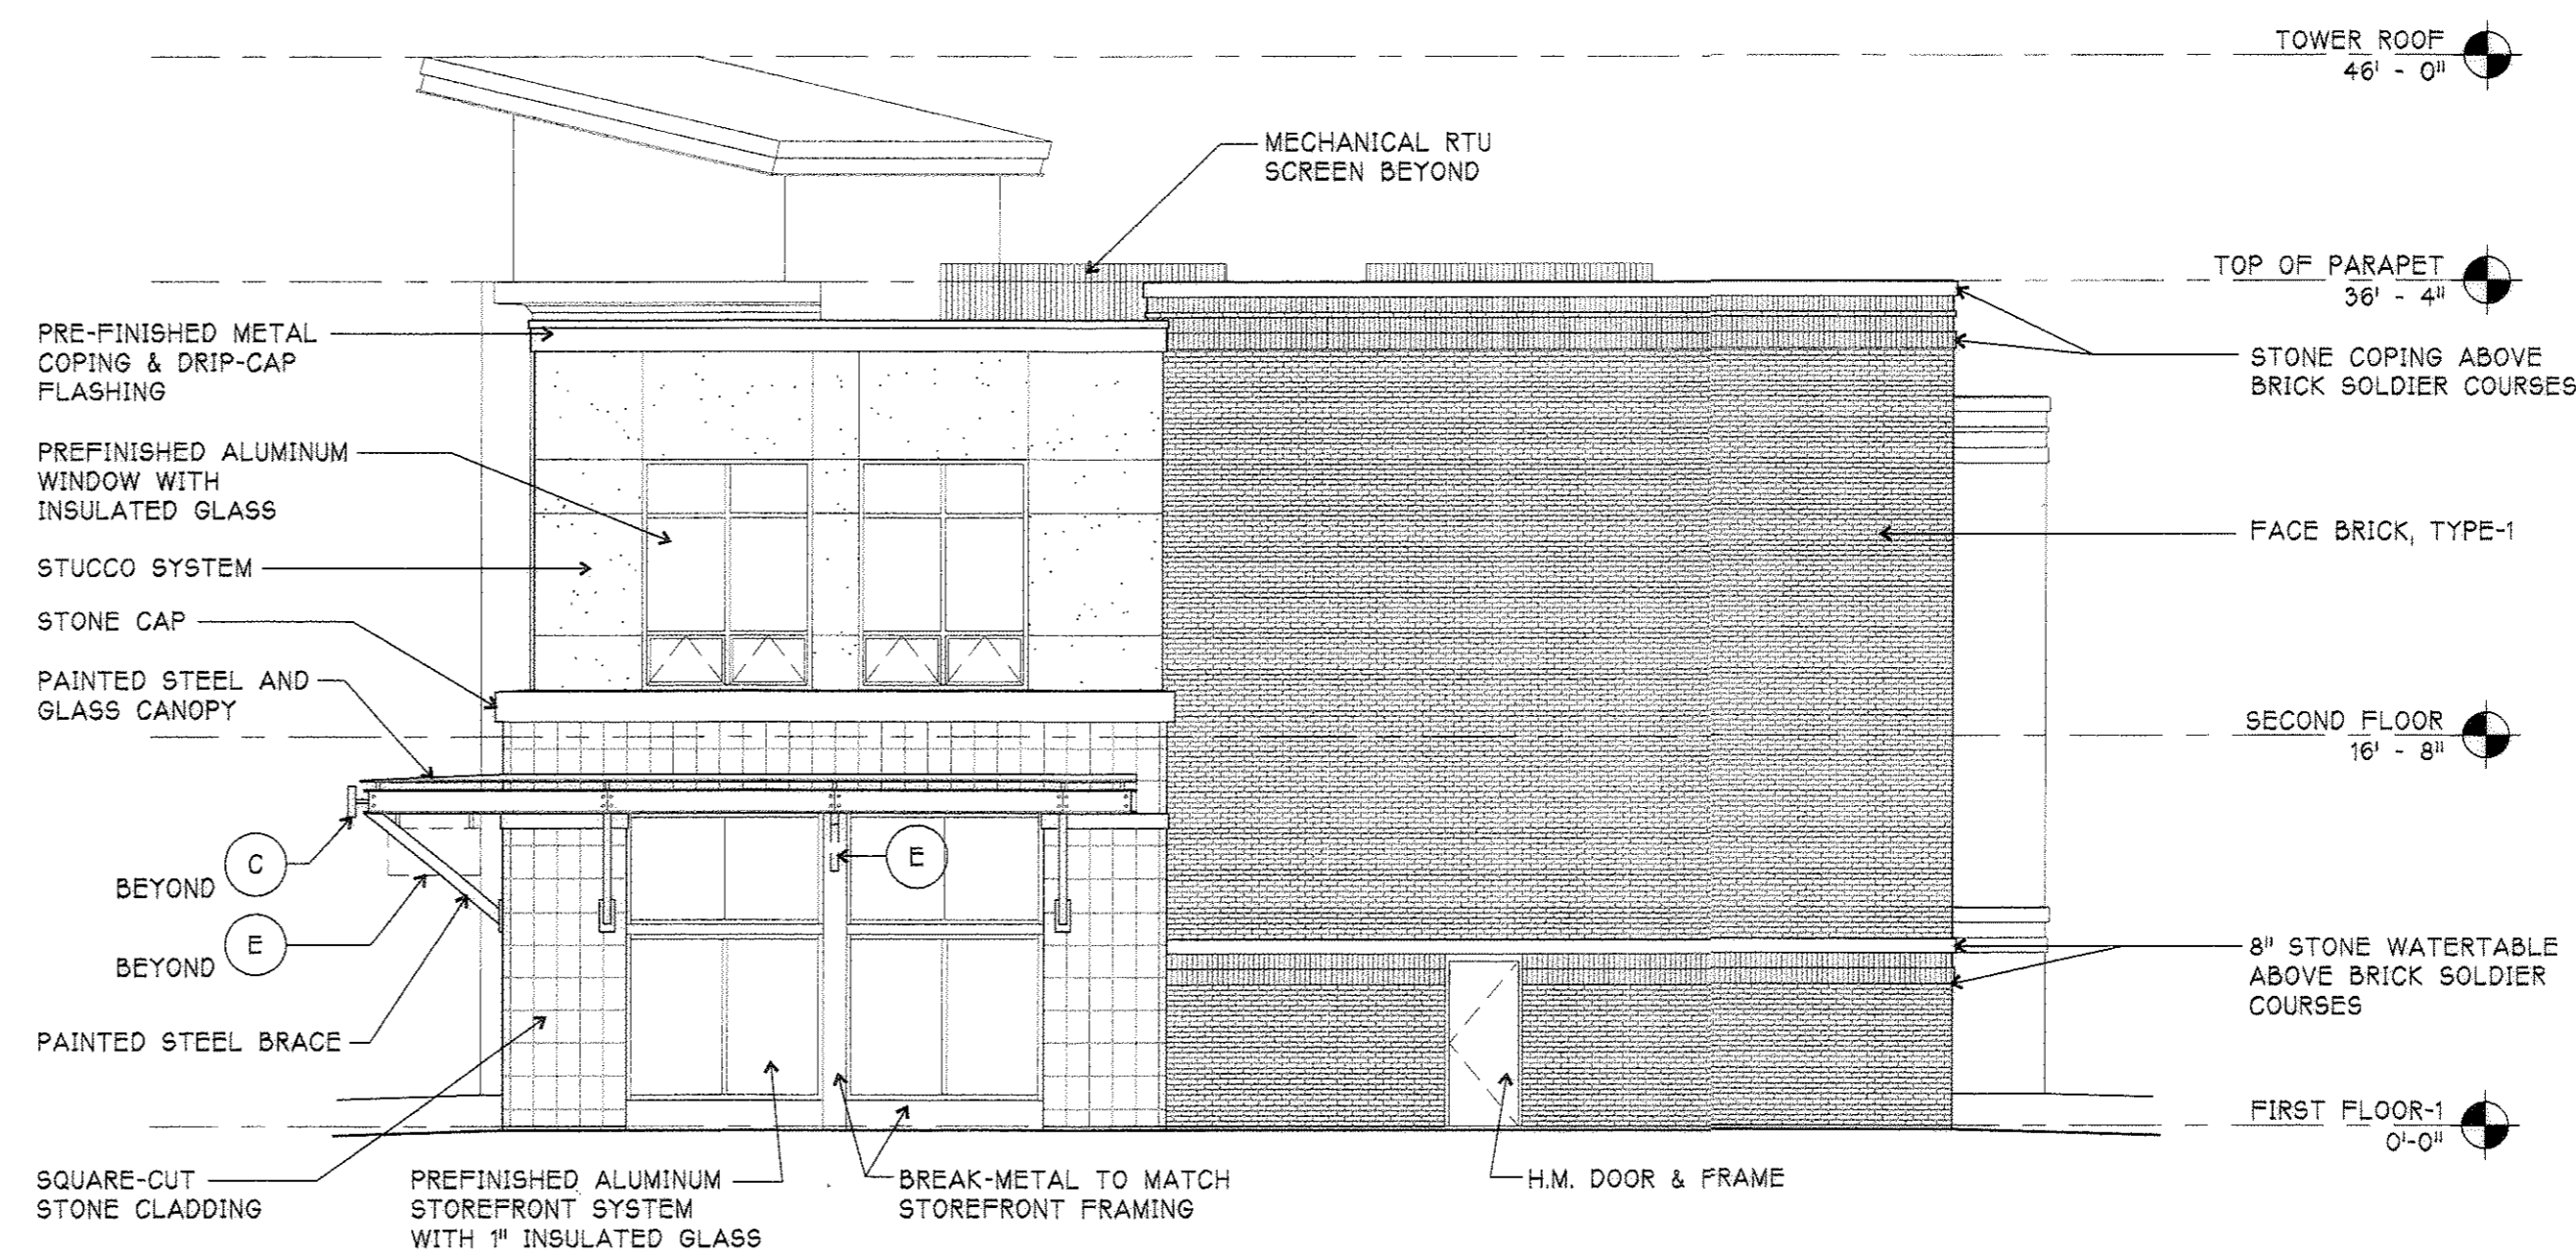 TOWER ROOF
46' - 0"
MECHANICAL RTU
SCREEN BEYOND
TOP OF PARAPET
36' - 4"
PRE-FINISHED METAL
COPING & DRIP-CAP
FLASHING
STONE COPING ABOVE
BRICK SOLDIER COURSES
PREFINISHED ALUMINUM
WINDOW WITH
INSULATED GLASS
FACE BRICK, TYPE-1
STUCCO SYSTEM
STONE CAP
PAINTED STEEL AND
GLASS CANOPY
SECOND FLOOR
16' - 8"
C
BEYOND
E
E
BEYOND
8" STONE WATERTABLE
ABOVE BRICK SOLDIER
COURSES
PAINTED STEEL BRACE
FIRST FLOOR-1
0'-0"
SQUARE-CUT
STONE CLADDING
PREFINISHED ALUMINUM
STOREFRONT SYSTEM
WITH 1" INSULATED GLASS
BREAK-METAL TO MATCH
STOREFRONT FRAMING
H.M. DOOR & FRAME